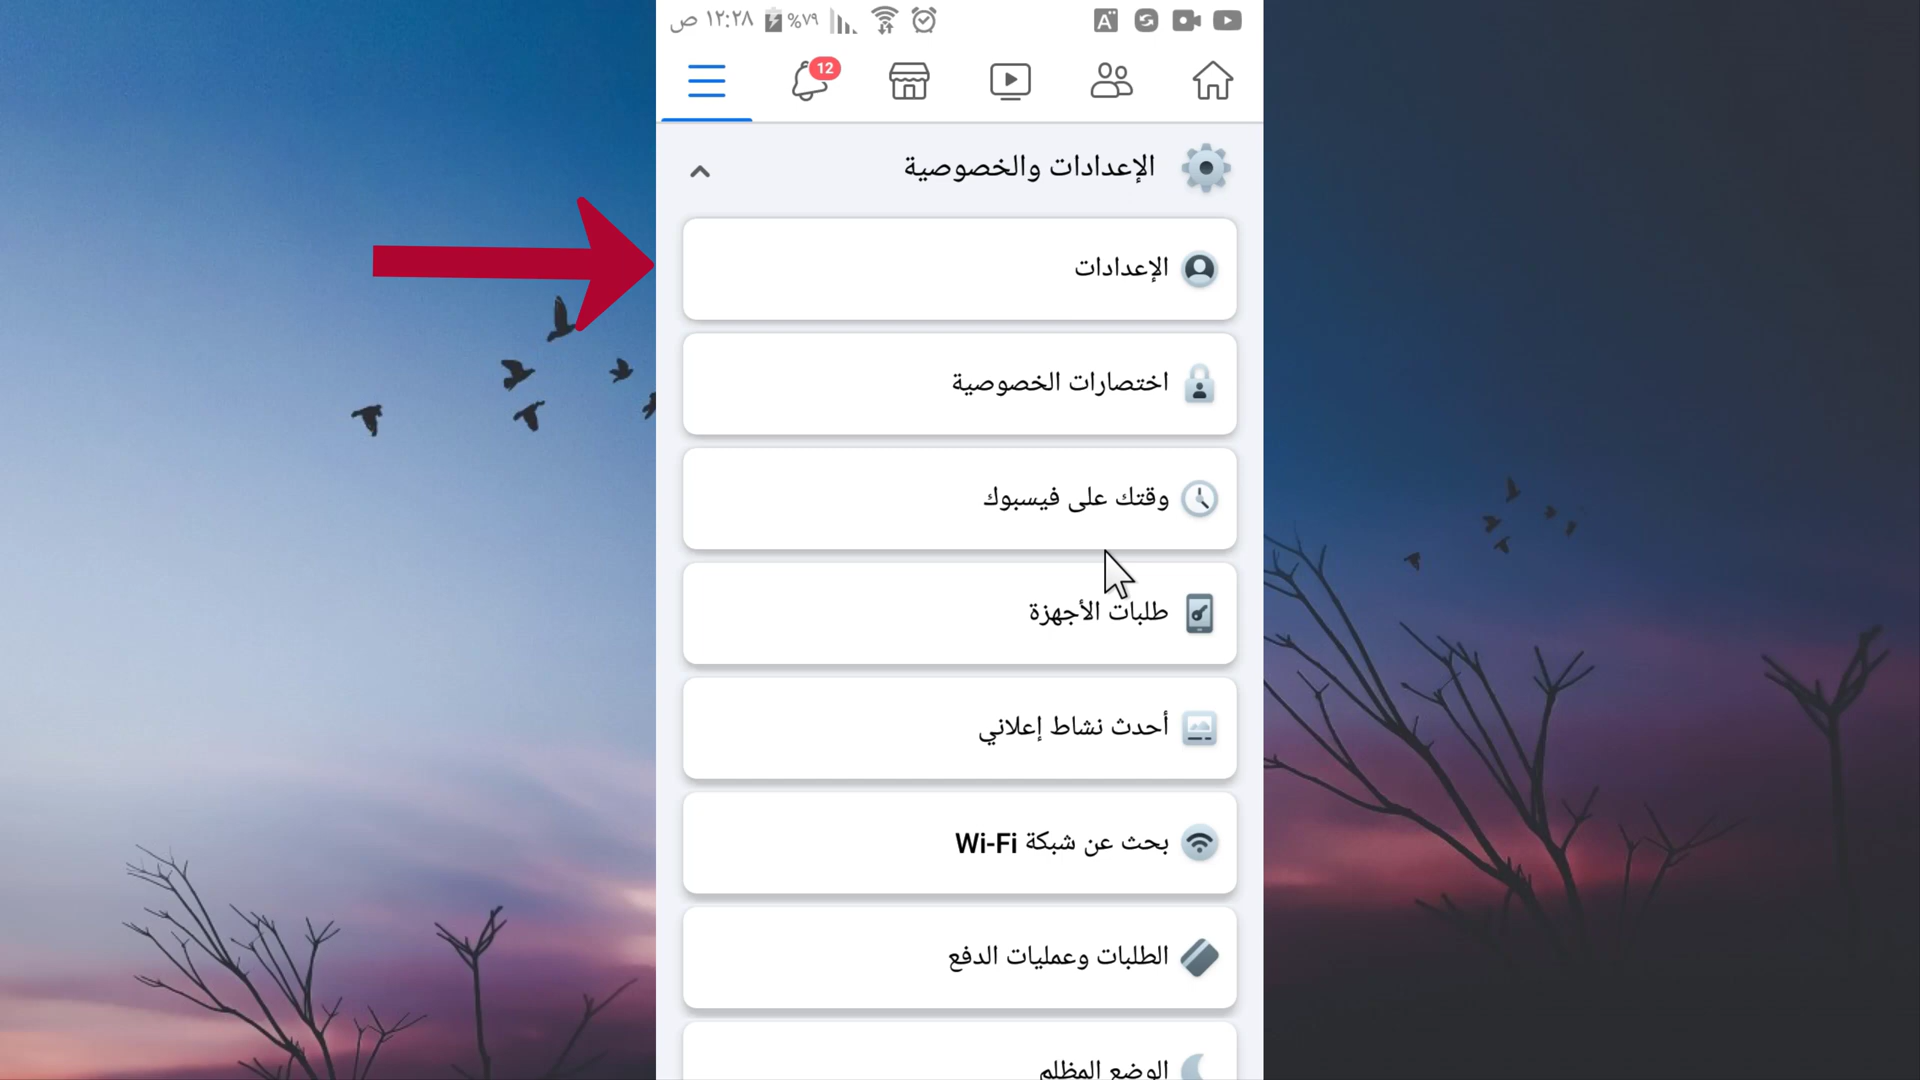 ١٢:٢٨ ص
%٧٩
12
الإعدادات والخصوصية
الإعدادات
اختصارات الخصوصية
وقتك على فيسبوك
طلبات الأجهزة
أحدث نشاط إعلاني
بحث عن شبكة Wi-Fi
الطلبات وعمليات الدفع
الوضع المظلم